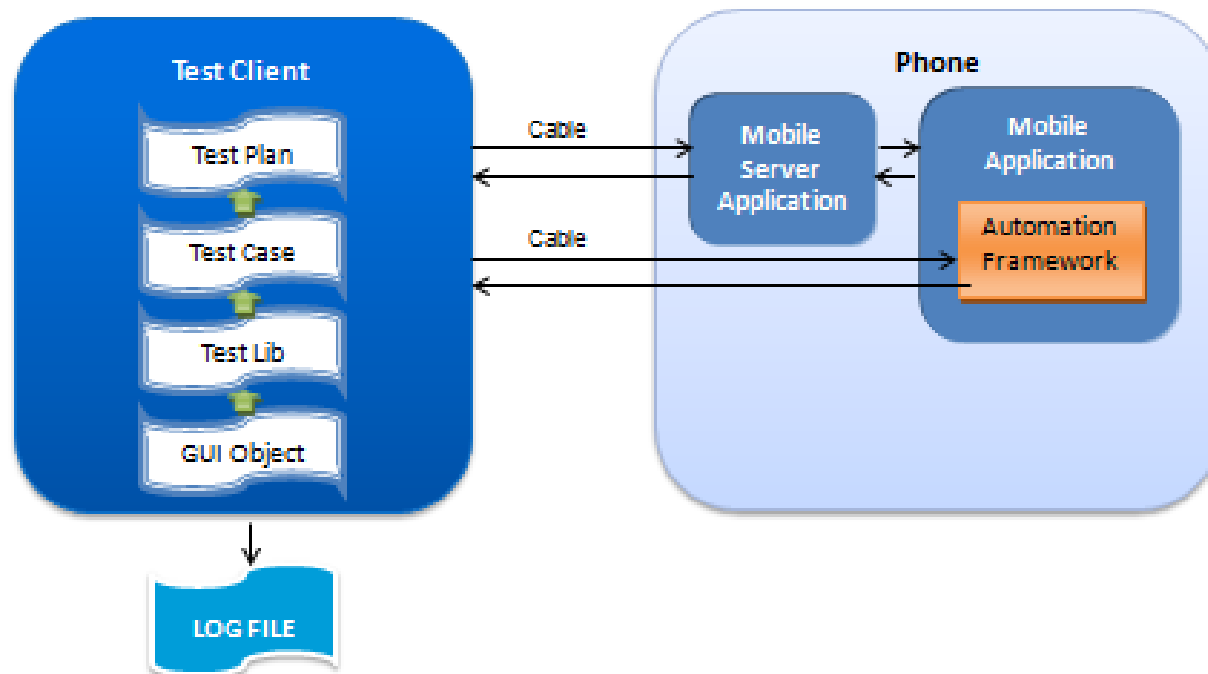 Test Client
Test Plan
Test Case
Test Lib
GUI Object
LOG FILE
Cable
Cable
Phone
Mobile
Server
Application
Mobile
Application
Automation
Framework